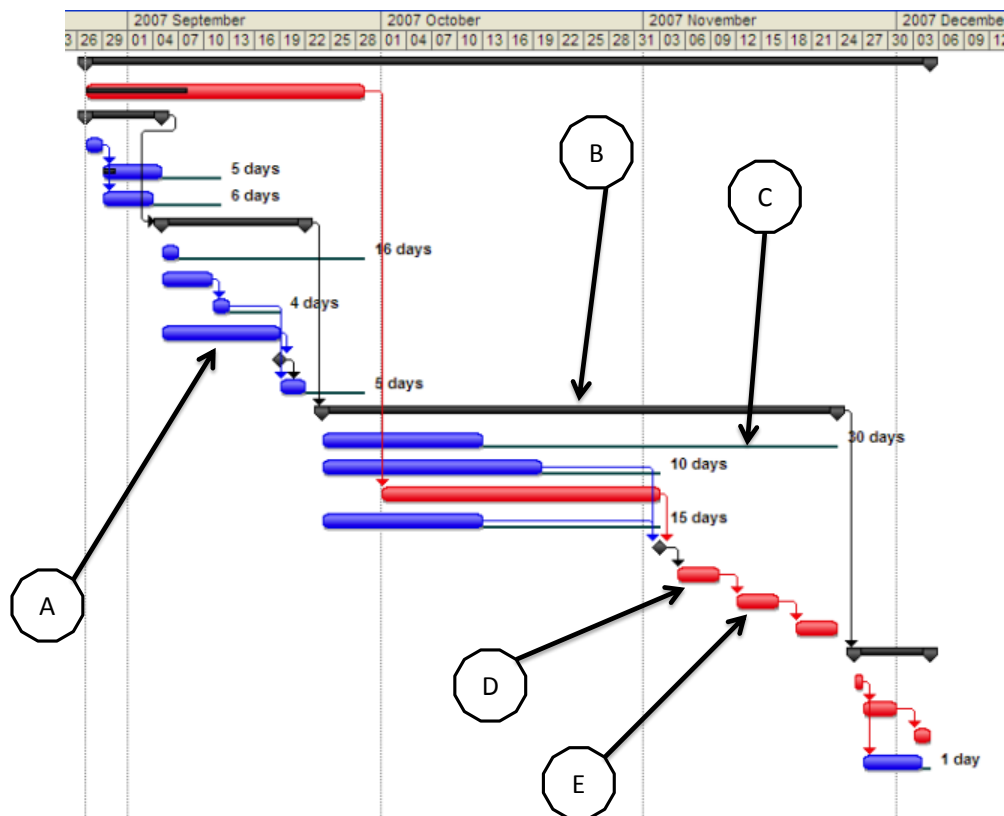 2007 September 2007 October 2007 November 2007 Decembe
3 26 29 01 04 07 10 13 16 19 22 25 28 01 04 07 10 13 16 19 22 25 28 31 03 06 09 12 15 18 21 24 27 30 03 06 09 12
B
5 days
C
6 days
16 days
4 days
5 days
30 days
10 days
15 days
A
D
1 day
E